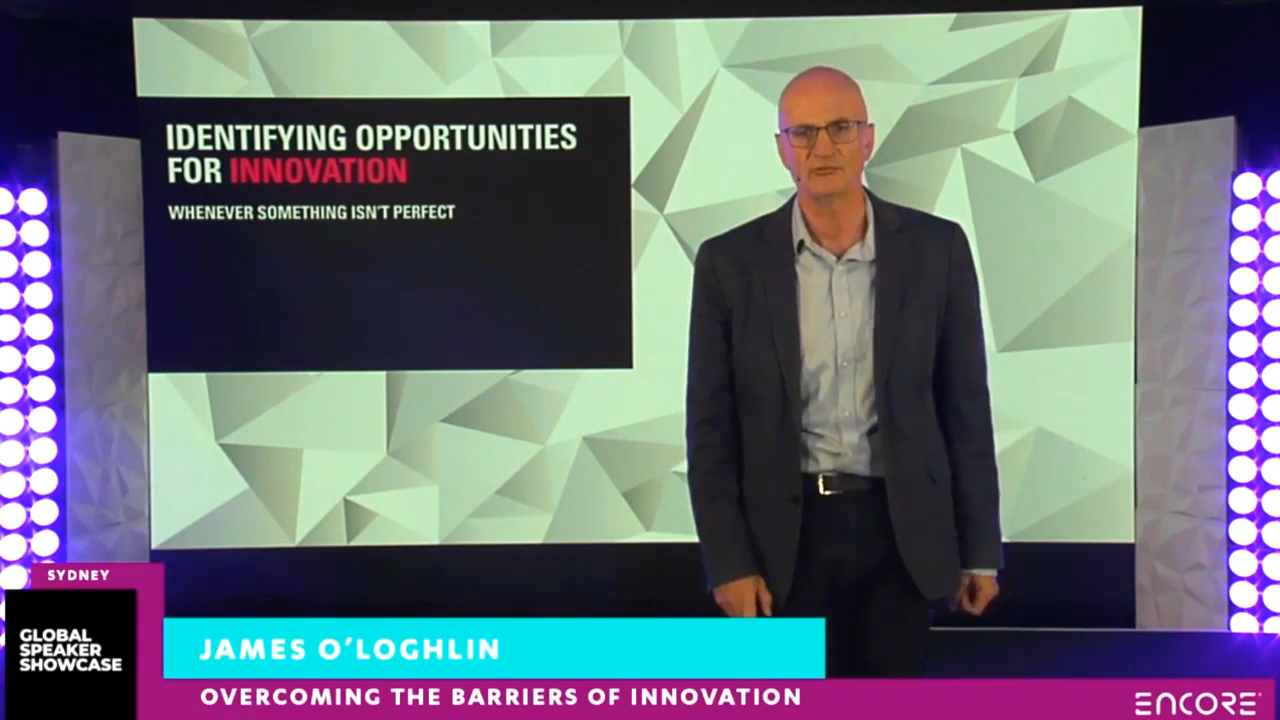 IDENTIFYING OPPORTUNITIES
FOR INNOVATION
WHENEVER SOMETHING ISN'T PERFECT
SYDNEY
GLOBAL
SPEAKER
SHOWCASE
JAMES O'LOGHLIN
OVERCOMING THE BARRIERS OF INNOVATION
ENCORE